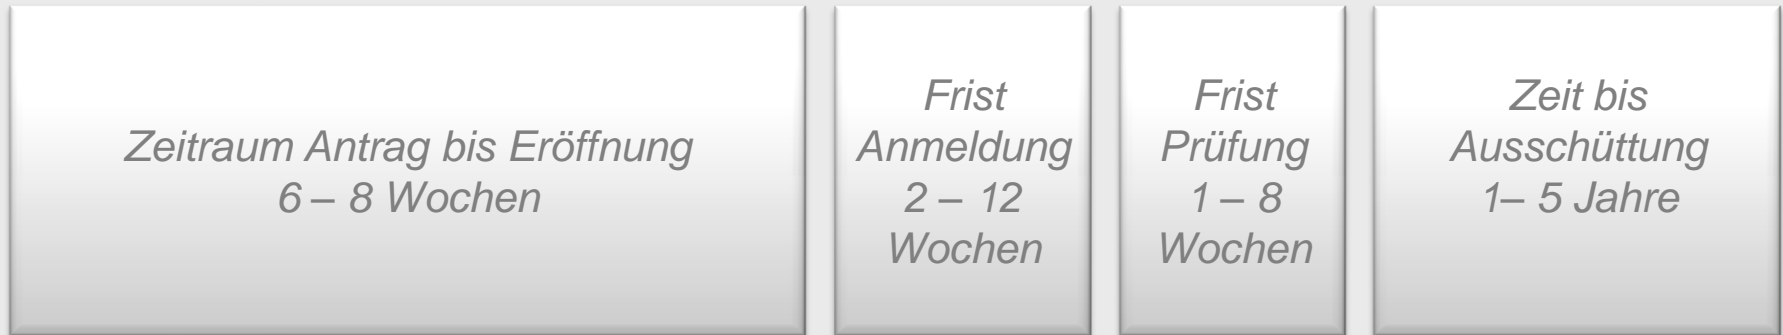 Zeitraum Antrag bis Eröffnung
6 – 8 Wochen
Frist
Anmeldung
2 – 12
Wochen
Frist
Prüfung
1 – 8
Wochen
Zeit bis
Ausschüttung
1– 5 Jahre